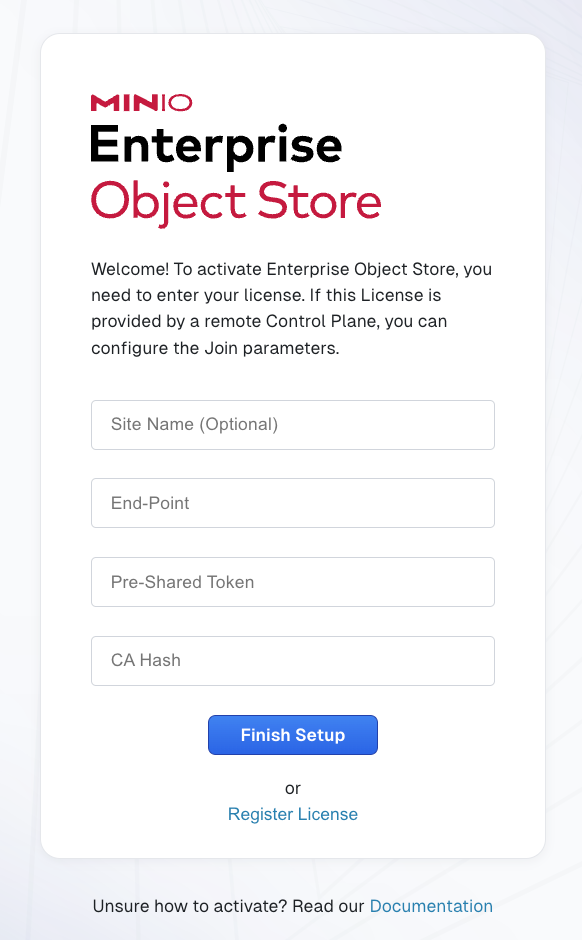 MINIO
Enterprise
Object Store
Welcome! To activate Enterprise Object Store, you
need to enter your license. If this License is
provided by a remote Control Plane, you can
configure the Join parameters.
Site Name (Optional)
End-Point
Pre-Shared Token
CA Hash
Finish Setup
or
Register License
Unsure how to activate? Read our Documentation